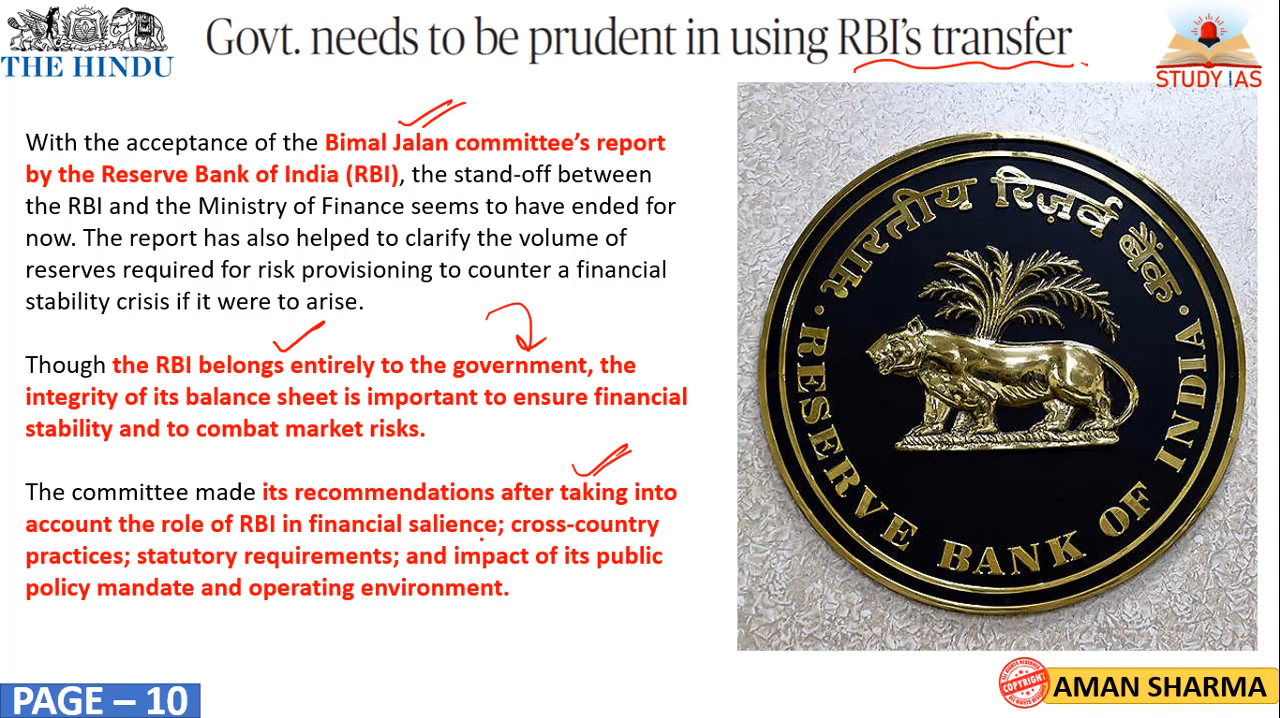 THE HINDU
Govt. needs to be prudent in using RBI's transfer
STUDY IAS
With the acceptance of the Bimal Jalan committee's report
by the Reserve Bank of India (RBI), the stand-off between
the RBI and the Ministry of Finance seems to have ended for
now. The report has also helped to clarify the volume of
reserves required for risk provisioning to counter a financial
stability crisis if it were to arise.
Though the RBI belongs entirely to the government, the
integrity of its balance sheet is important to ensure financial
stability and to combat market risks.
The committee made its recommendations after taking into
account the role of RBI in financial salience; cross-country
practices; statutory requirements; and impact of its public
policy mandate and operating environment.
भारतीय रिज़र्व बैंक
RESERVE BANK OF INDIA
PAGE – 10
ALL RIGHTS RESERVED
COPYRIGHT
ALL RIGHTS RESERVED
AMAN SHARMA